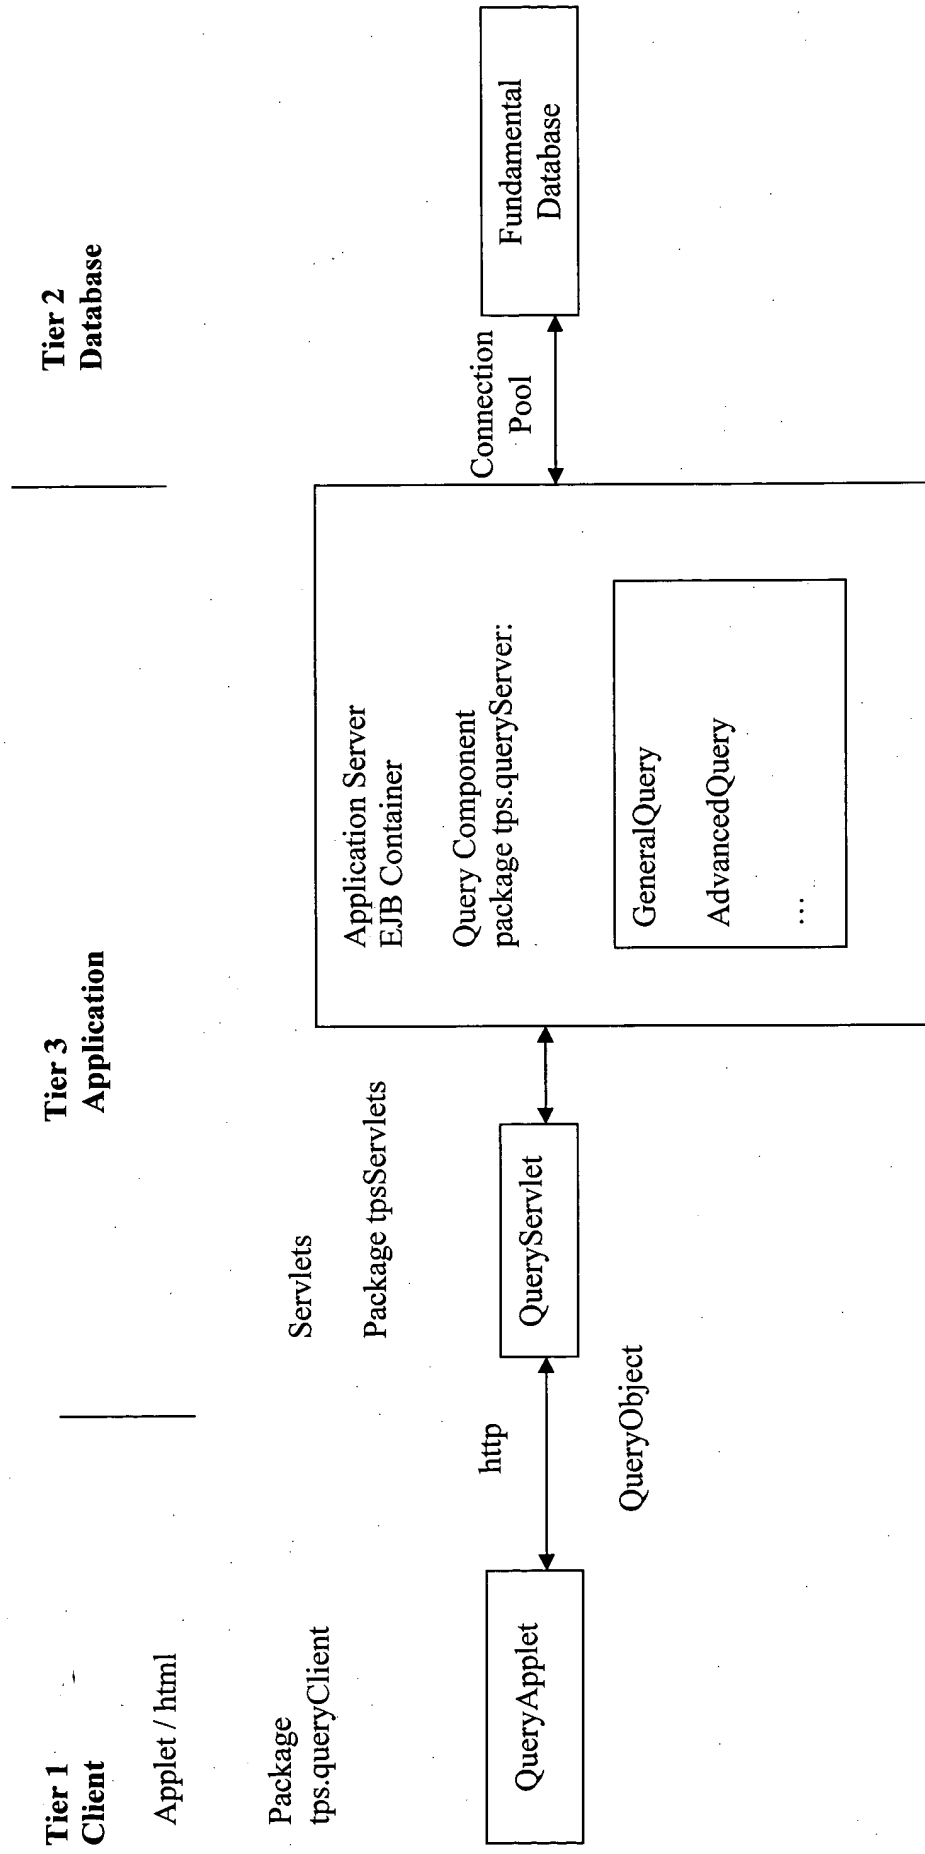 Tier 1
Client
Applet / html
Package
tps.queryClient
QueryApplet
http
QueryObject
Tier 3
Application
Servlets
Package tpsServlets
QueryServlet
Application Server
EJB Container
Query Component
package tps.queryServer:
GeneralQuery
AdvancedQuery
...
Tier 2
Database
Connection
Pool
Fundamental
Database